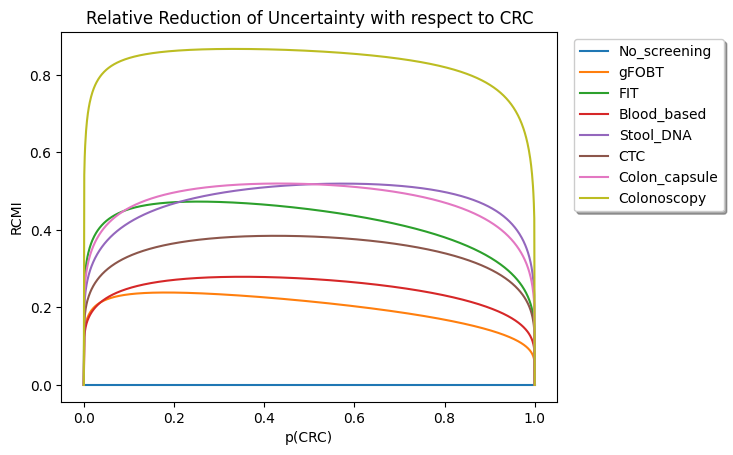 Relative Reduction of Uncertainty with respect to CRC
RCMI
0.8
0.6
0.4
0.2
0.0
0.0 0.2 0.4 0.6 0.8 1.0
p(CRC)
No_screening
gFOBT
FIT
Blood_based
Stool_DNA
CTC
Colon_capsule
Colonoscopy